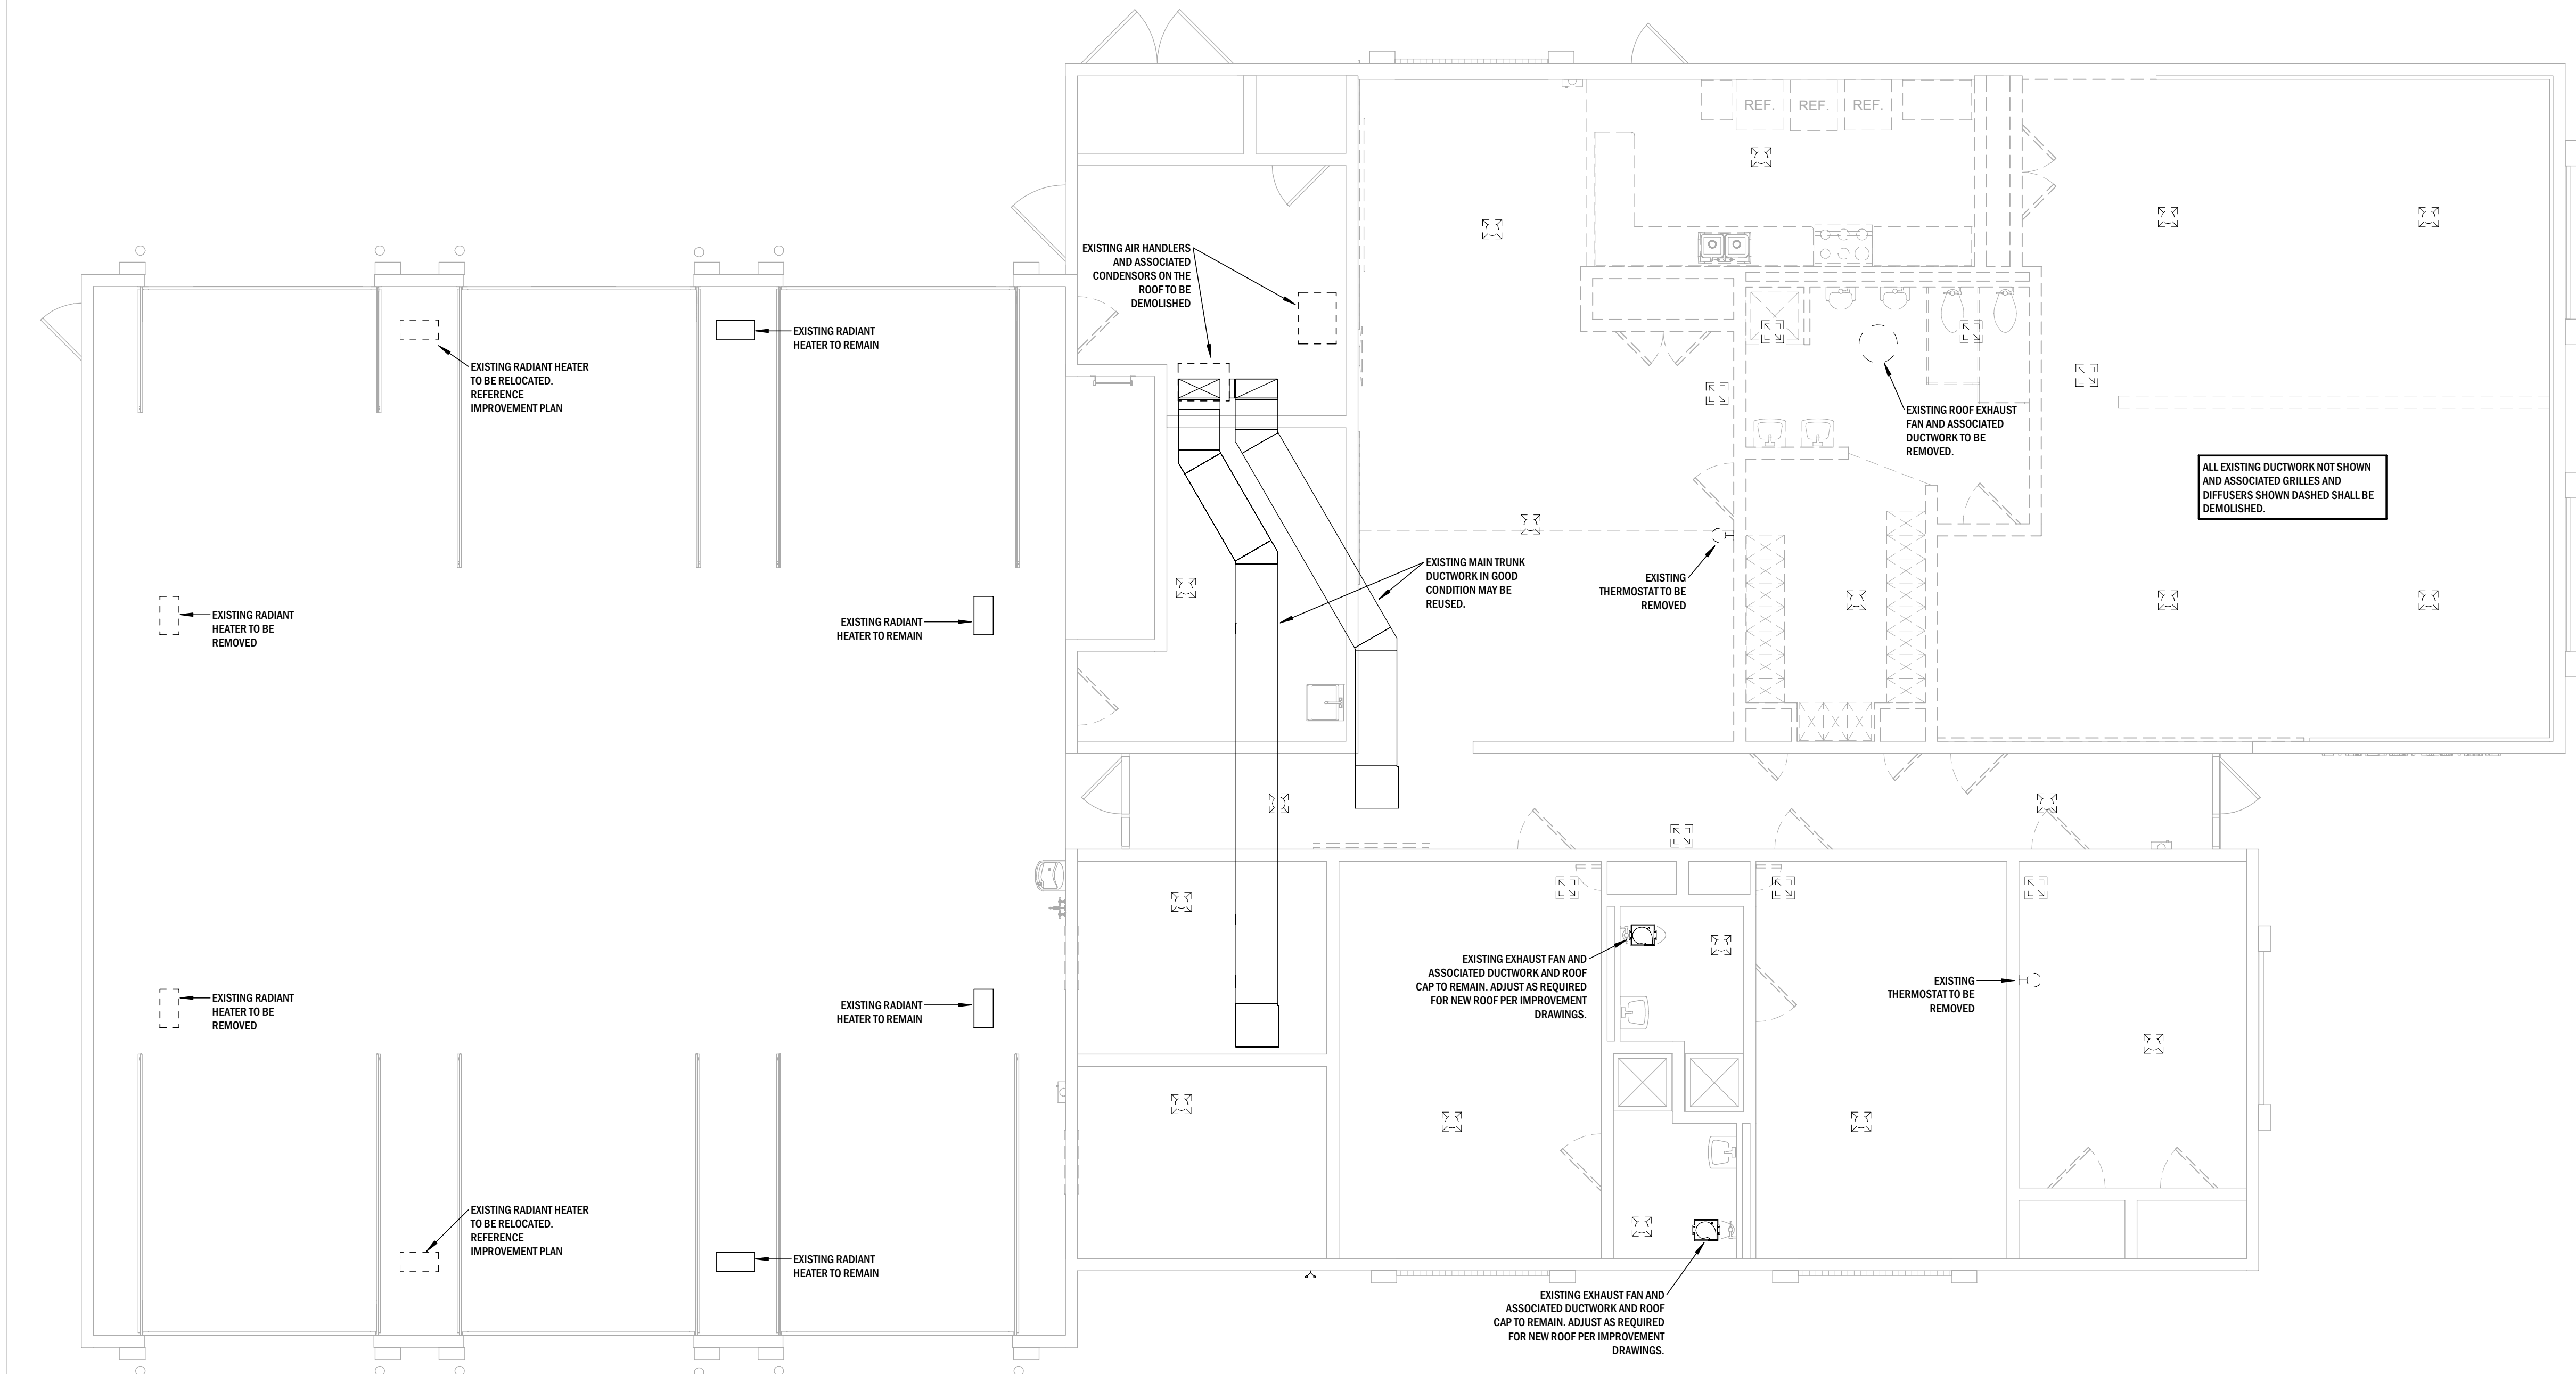 REF.
REF.
REF.
EXISTING AIR HANDLERS
AND ASSOCIATED
CONDENSORS ON THE
ROOF TO BE
DEMOLISHED
EXISTING RADIANT
HEATER TO REMAIN
EXISTING RADIANT HEATER
TO BE RELOCATED.
REFERENCE
IMPROVEMENT PLAN
EXISTING ROOF EXHAUST
FAN AND ASSOCIATED
DUCTWORK TO BE
REMOVED.
ALL EXISTING DUCTWORK NOT SHOWN
AND ASSOCIATED GRILLES AND
DIFFUSERS SHOWN DASHED SHALL BE
DEMOLISHED.
EXISTING MAIN TRUNK
DUCTWORK IN GOOD
CONDITION MAY BE
REUSED.
EXISTING
THERMOSTAT TO BE
REMOVED
EXISTING RADIANT
HEATER TO BE
REMOVED
EXISTING RADIANT
HEATER TO REMAIN
EXISTING EXHAUST FAN AND
ASSOCIATED DUCTWORK AND ROOF
CAP TO REMAIN. ADJUST AS REQUIRED
FOR NEW ROOF PER IMPROVEMENT
DRAWINGS.
EXISTING
THERMOSTAT TO BE
REMOVED
EXISTING RADIANT
HEATER TO BE
REMOVED
EXISTING RADIANT
HEATER TO REMAIN
EXISTING RADIANT HEATER
TO BE RELOCATED.
REFERENCE
IMPROVEMENT PLAN
EXISTING RADIANT
HEATER TO REMAIN
EXISTING EXHAUST FAN AND
ASSOCIATED DUCTWORK AND ROOF
CAP TO REMAIN. ADJUST AS REQUIRED
FOR NEW ROOF PER IMPROVEMENT
DRAWINGS.